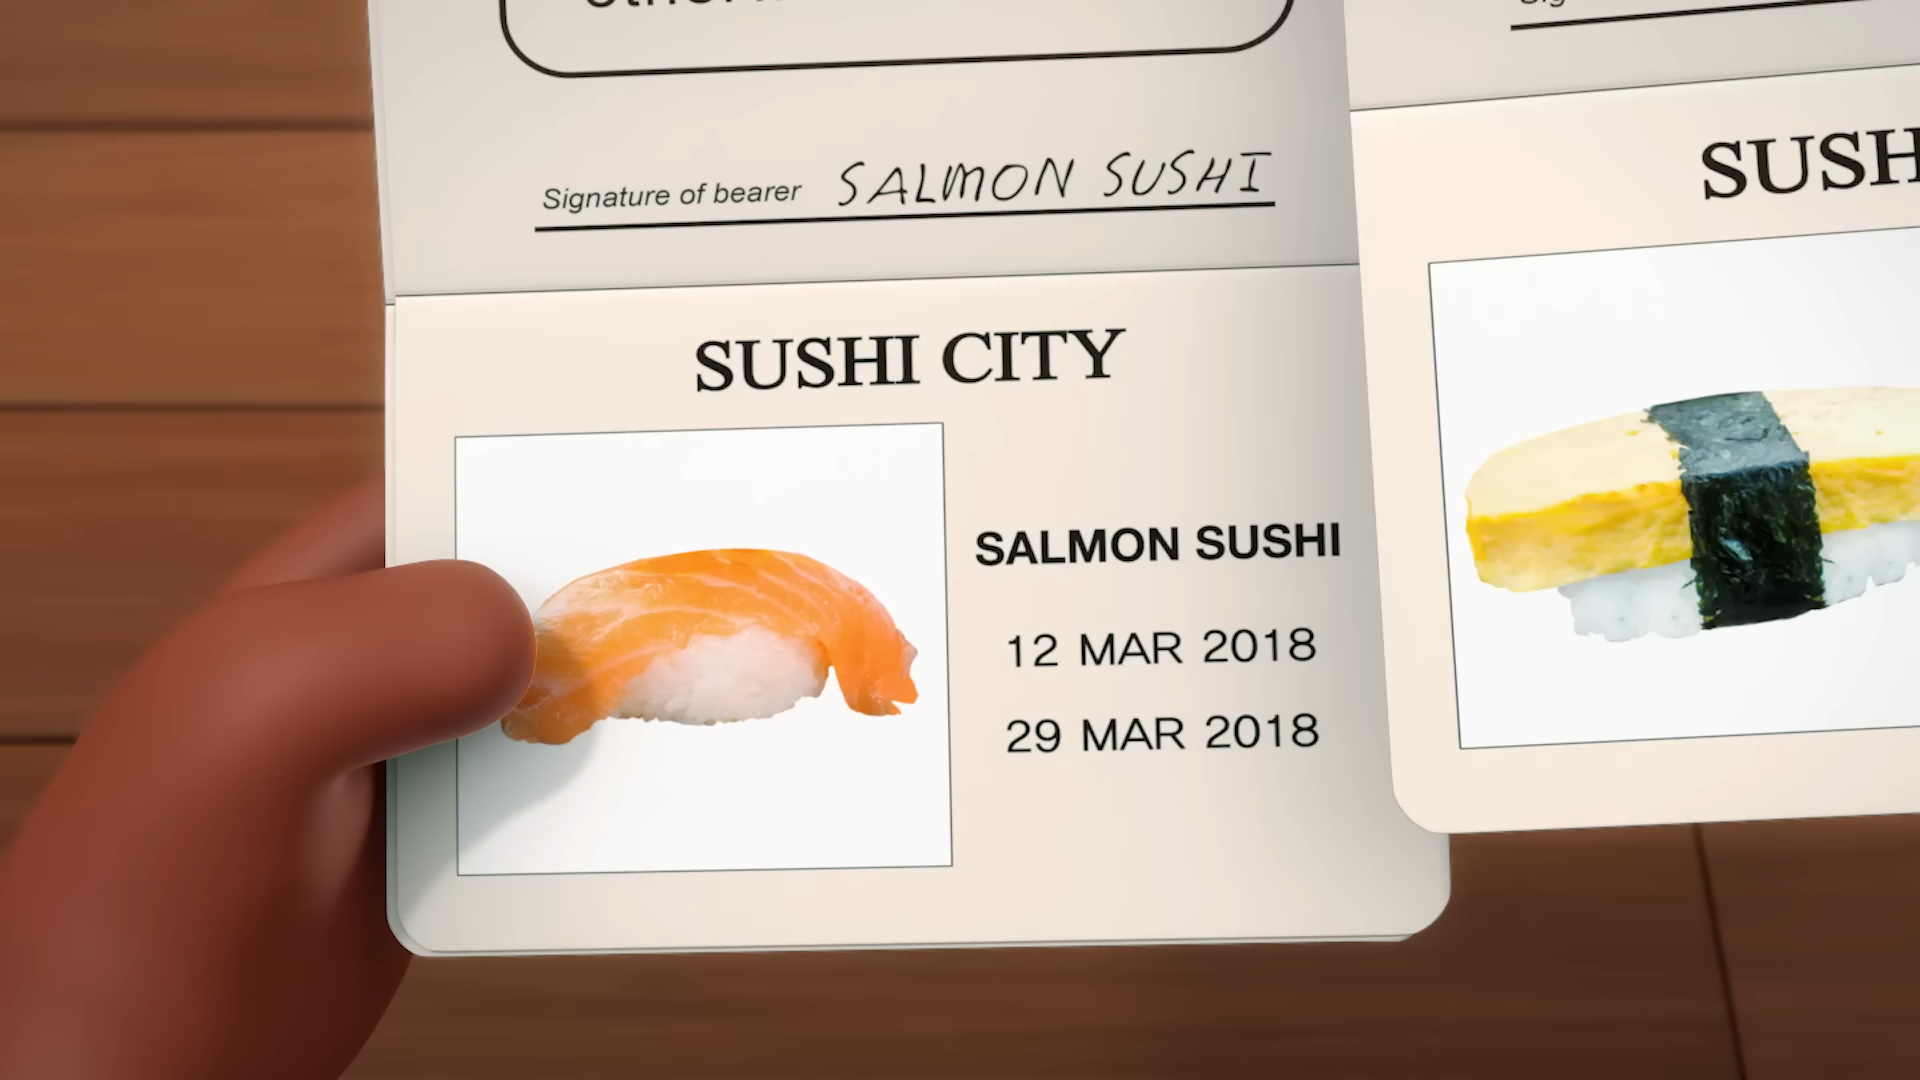 Signature of bearer SALMON SUSHI
SUSHI CITY
SALMON SUSHI
12 MAR 2018
29 MAR 2018
SUSH